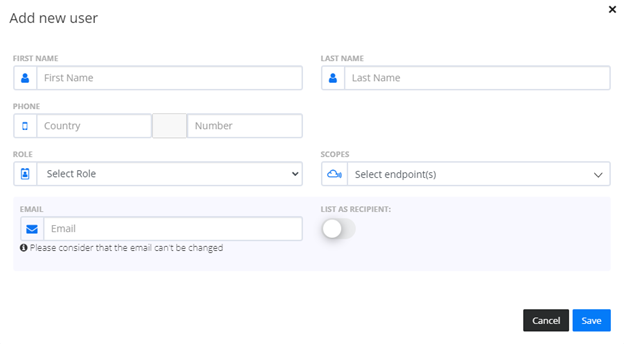 Add new user
FIRST NAME
LAST NAME
First Name
Last Name
PHONE
Country
Number
ROLE
SCOPES
Select Role
Select endpoint(s)
EMAIL
LIST AS RECIPIENT:
Email
Please consider that the email can't be changed
Cancel
Save